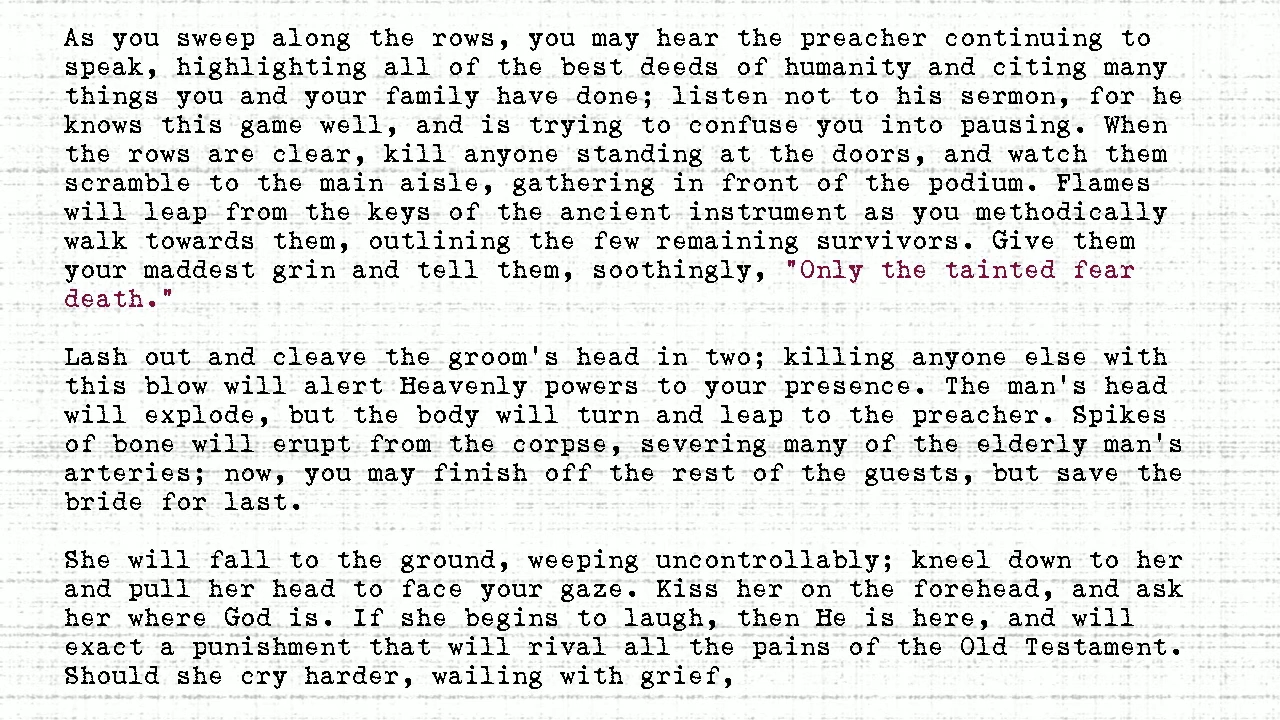 As you sweep along the rows, you may hear the preacher continuing to
speak, highlighting all of the best deeds of humanity and citing many
things you and your family have done; listen not to his sermon, for he
knows this game well, and is trying to confuse you into pausing. When
the rows are clear, kill anyone standing at the doors, and watch them
scramble to the main aisle, gathering in front of the podium. Flames
will leap from the keys of the ancient instrument as you methodically
walk towards them, outlining the few remaining survivors. Give them
your maddest grin and tell them, soothingly, "Only the tainted fear
death."
Lash out and cleave the groom's head in two; killing anyone else with
this blow will alert Heavenly powers to your presence. The man's head
will explode, but the body will turn and leap to the preacher. Spikes
of bone will erupt from the corpse, severing many of the elderly man's
arteries; now, you may finish off the rest of the guests, but save the
bride for last.
She will fall to the ground, weeping uncontrollably; kneel down to her
and pull her head to face your gaze. Kiss her on the forehead, and ask
her where God is. If she begins to laugh, then He is here, and will
exact a punishment that will rival all the pains of the Old Testament.
Should she cry harder, wailing with grief,